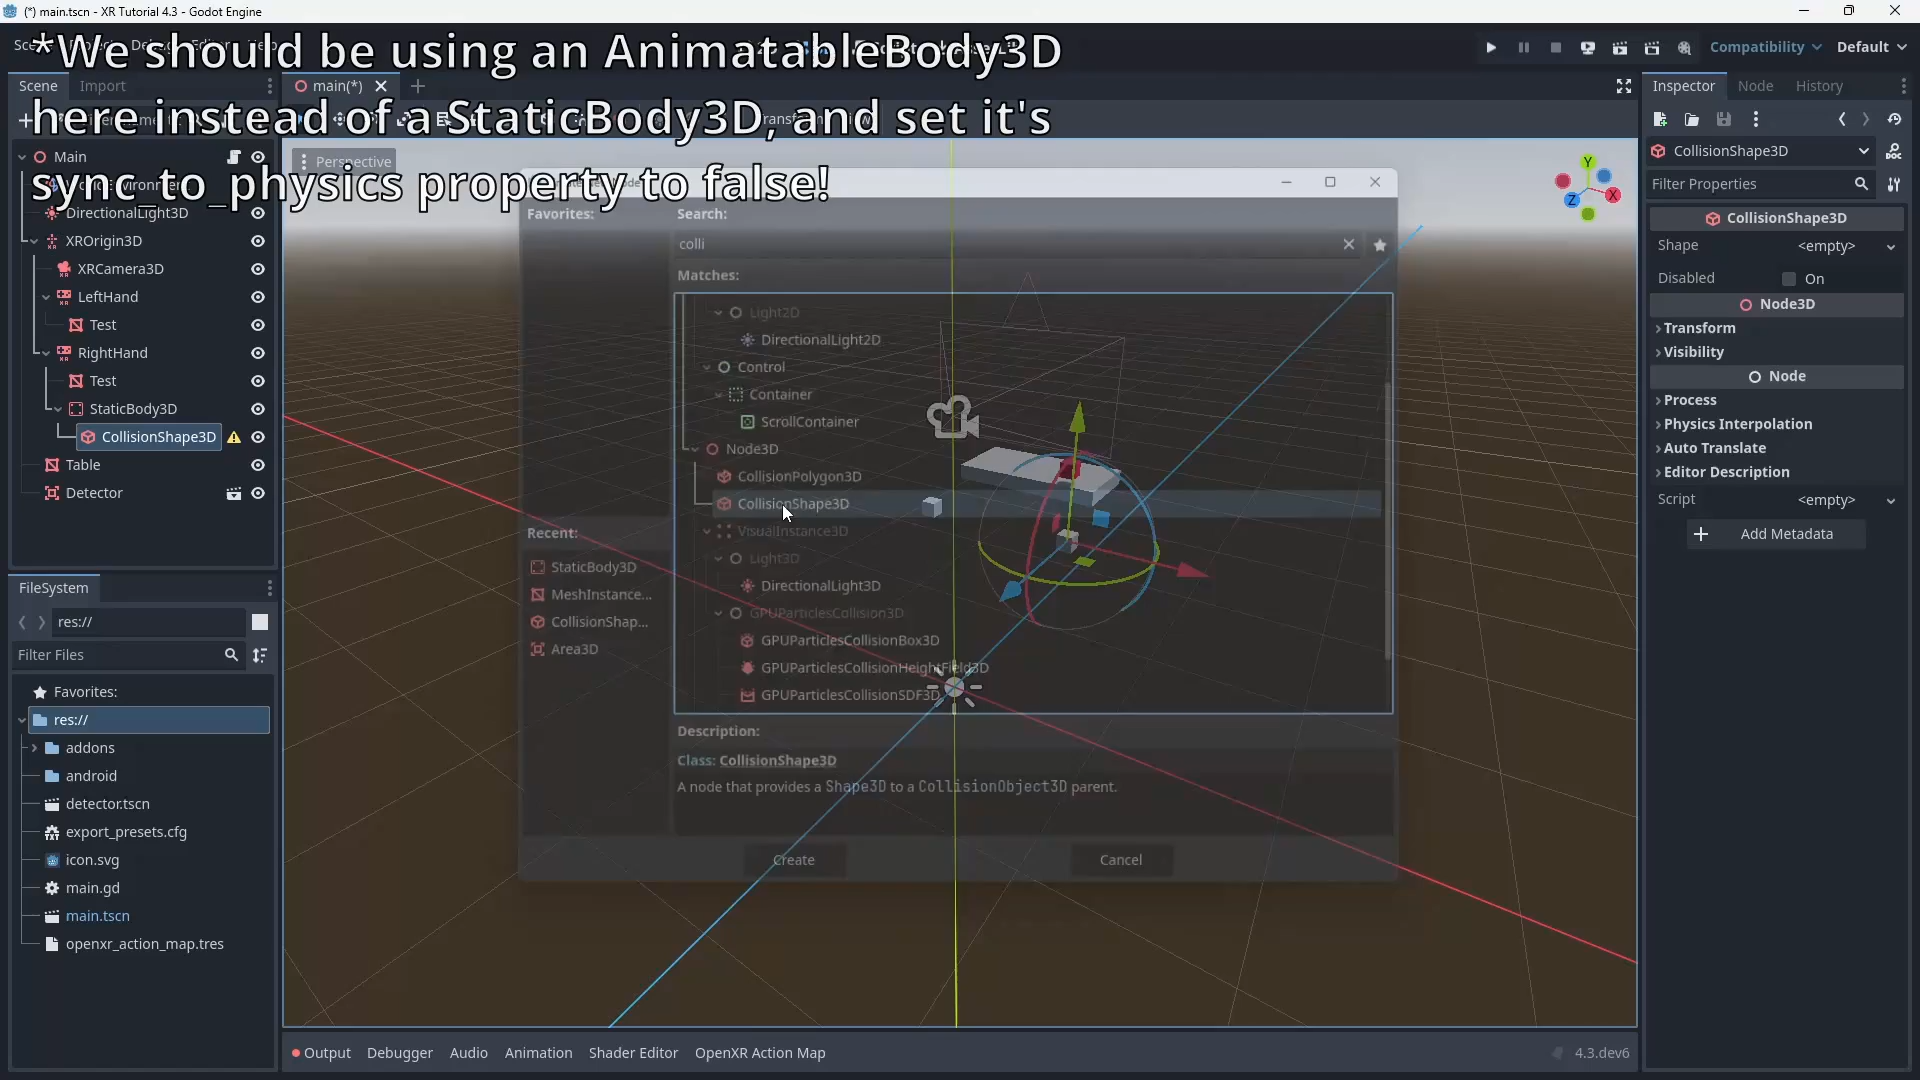 (*) main.tscn - XR Tutorial 4.3 - Godot Engine
*We should be using an AnimatableBody3D
here instead of a StaticBody3D, and set it's
sync_to_physics property to false!
Compatibility
Default
Scene
Import
main(*)
Inspector
Node
History
Perspective
Main
DirectionalLight3D
XROrigin3D
XRCamera3D
LeftHand
Test
RightHand
Test
StaticBody3D
CollisionShape3D
Table
Detector
FileSystem
res://
Filter Files
Favorites:
res://
addons
android
detector.tscn
export_presets.cfg
icon.svg
main.gd
main.tscn
openxr_action_map.tres
Favorites:
Recent:
StaticBody3D
MeshInstance...
CollisionShap...
Area3D
Search:
colli
Matches:
Light2D
DirectionalLight2D
Control
Container
ScrollContainer
Node3D
CollisionPolygon3D
CollisionShape3D
VisualInstance3D
Light3D
DirectionalLight3D
GPUParticlesCollision3D
GPUParticlesCollisionBox3D
GPUParticlesCollisionHeightField3D
GPUParticlesCollisionSDF3D
Description:
Class: CollisionShape3D
A node that provides a Shape3D to a CollisionObject3D parent.
Create
Cancel
Y
X
Z
CollisionShape3D
Filter Properties
CollisionShape3D
Shape
<empty>
Disabled
On
Node3D
Transform
Visibility
Node
Process
Physics Interpolation
Auto Translate
Editor Description
Script
<empty>
Add Metadata
Output
Debugger
Audio
Animation
Shader Editor
OpenXR Action Map
4.3.dev6